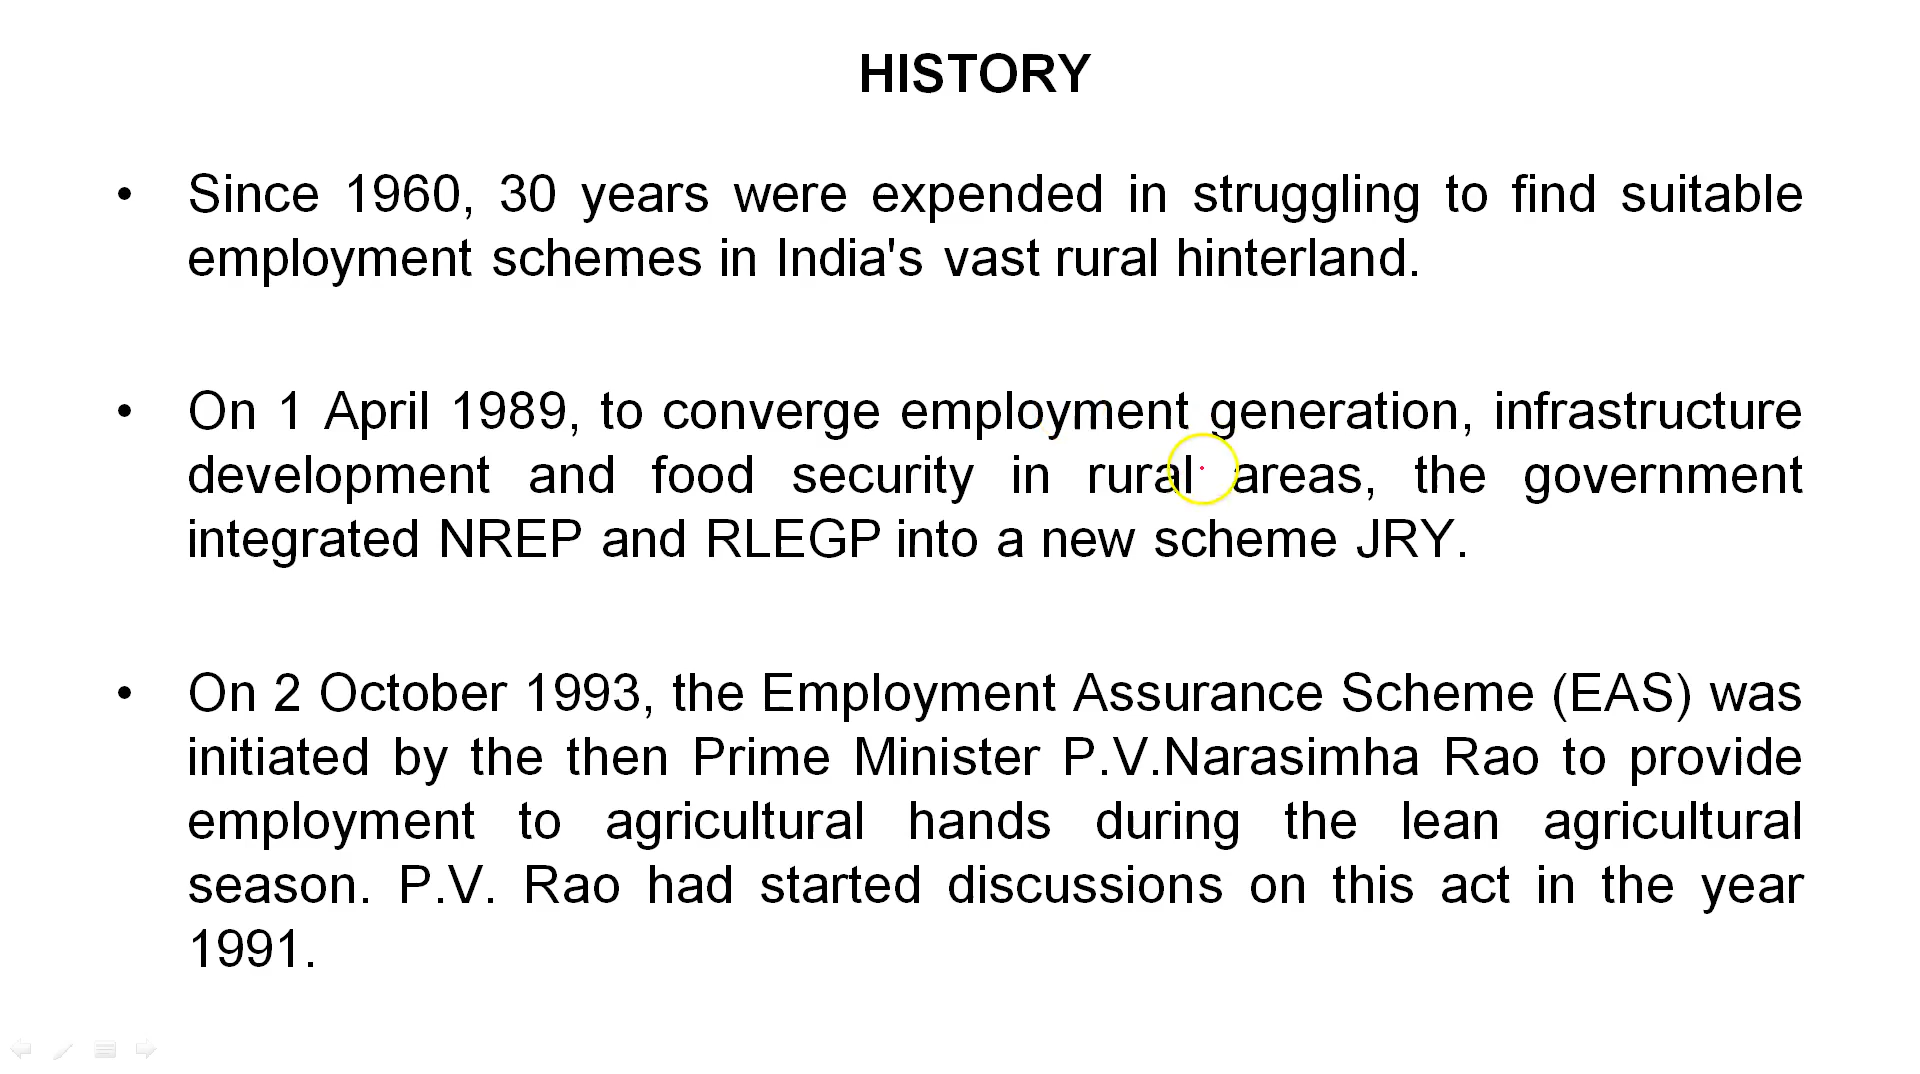 HISTORY
• Since 1960, 30 years were expended in struggling to find suitable
employment schemes in India's vast rural hinterland.
• On 1 April 1989, to converge employment generation, infrastructure
development and food security in rural areas, the government
integrated NREP and RLEGP into a new scheme JRY.
• On 2 October 1993, the Employment Assurance Scheme (EAS) was
initiated by the then Prime Minister P.V.Narasimha Rao to provide
employment to agricultural hands during the lean agricultural
season. P.V. Rao had started discussions on this act in the year
1991.